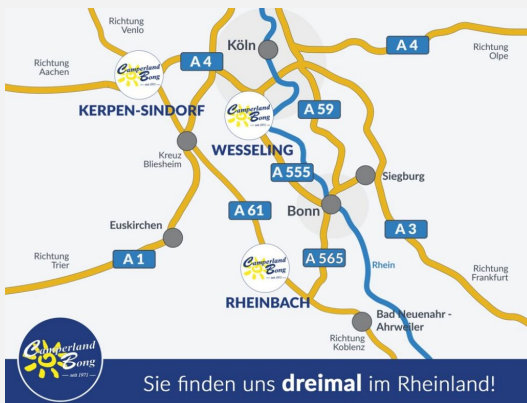 Richtung
Venlo
Köln
A 4
A 4
Richtung
Olpe
Richtung
Aachen
Camperland
Bong
seit 1971
KERPEN-SINDORF
A 59
Camperland
Bong
seit 1971
WESSELING
Kreuz
Bliesheim
A 555
Siegburg
Bonn
A 61
Euskirchen
A 3
Richtung
Trier
A 1
Camperland
Bong
seit 1971
A 565
Rhein
Richtung
Frankfurt
RHEINBACH
Bad Neuenahr -
Ahrweiler
Richtung
Koblenz
Camperland
Bong
seit 1971
Sie finden uns dreimal im Rheinland!